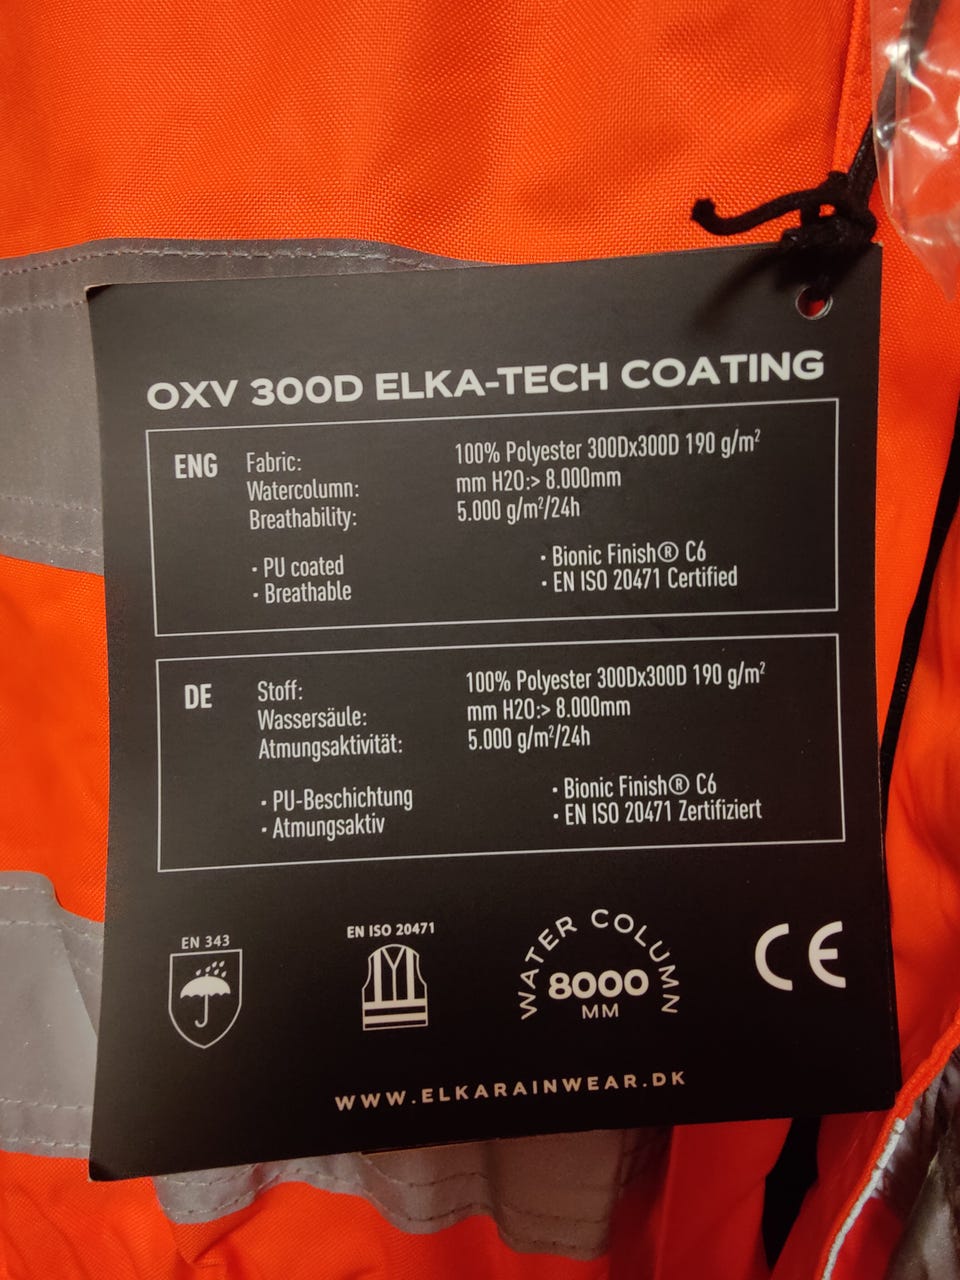 OXV 300D ELKA-TECH COATING
ENG
Fabric: 100% Polyester 300Dx300D 190 g/m²
Watercolumn: mm H2O:> 8.000mm
Breathability: 5.000 g/m²/24h
· PU coated · Bionic Finish® C6
· Breathable · EN ISO 20471 Certified
DE
Stoff: 100% Polyester 300Dx300D 190 g/m²
Wassersäule: mm H2O:> 8.000mm
Atmungsaktivität: 5.000 g/m²/24h
· PU-Beschichtung · Bionic Finish® C6
· Atmungsaktiv · EN ISO 20471 Zertifiziert
EN 343
EN ISO 20471
WATER COLUMN
8000
MM
CE
WWW.ELKARAINWEAR.DK